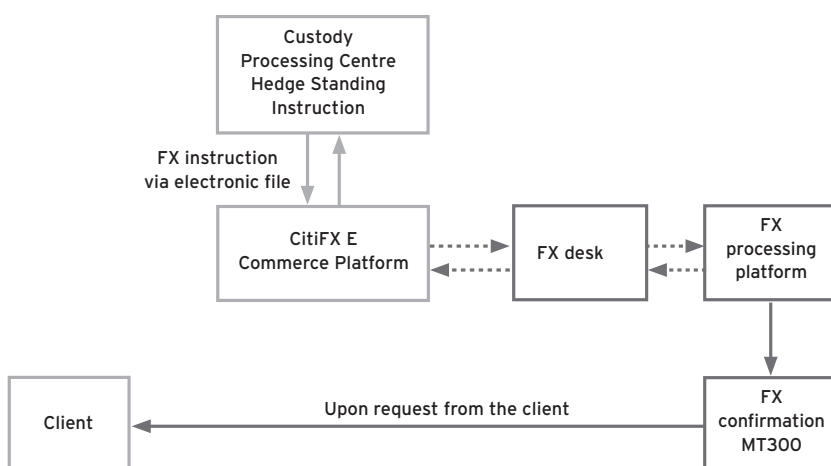 Custody
Processing Centre
Hedge Standing
Instruction
FX instruction
via electronic file
CitiFX E
Commerce Platform
FX desk
FX
processing
platform
Client
Upon request from the client
FX
confirmation
MT300